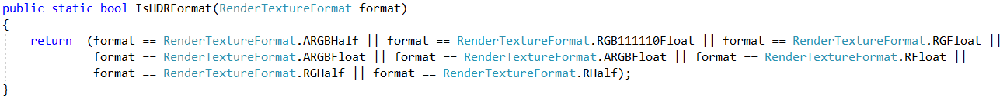 public static bool IsHDRFormat(RenderTextureFormat format)
{
    return  (format == RenderTextureFormat.ARGBHalf || format == RenderTextureFormat.RGB111110Float || format == RenderTextureFormat.RGFloat ||
            format == RenderTextureFormat.ARGBFloat || format == RenderTextureFormat.ARGBFloat || format == RenderTextureFormat.RFloat ||
            format == RenderTextureFormat.RGHalf || format == RenderTextureFormat.RHalf);
}